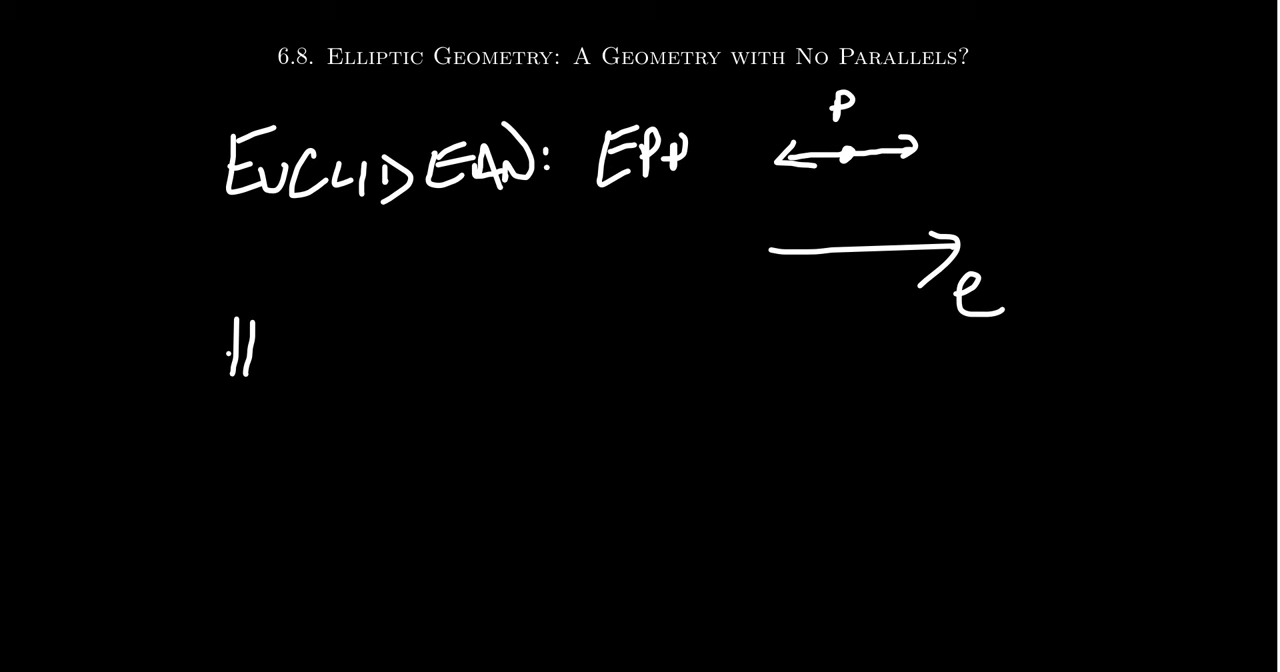 6.8. Elliptic Geometry: A Geometry with No Parallels?
P
EUCLIDEAN: EPP
l
||